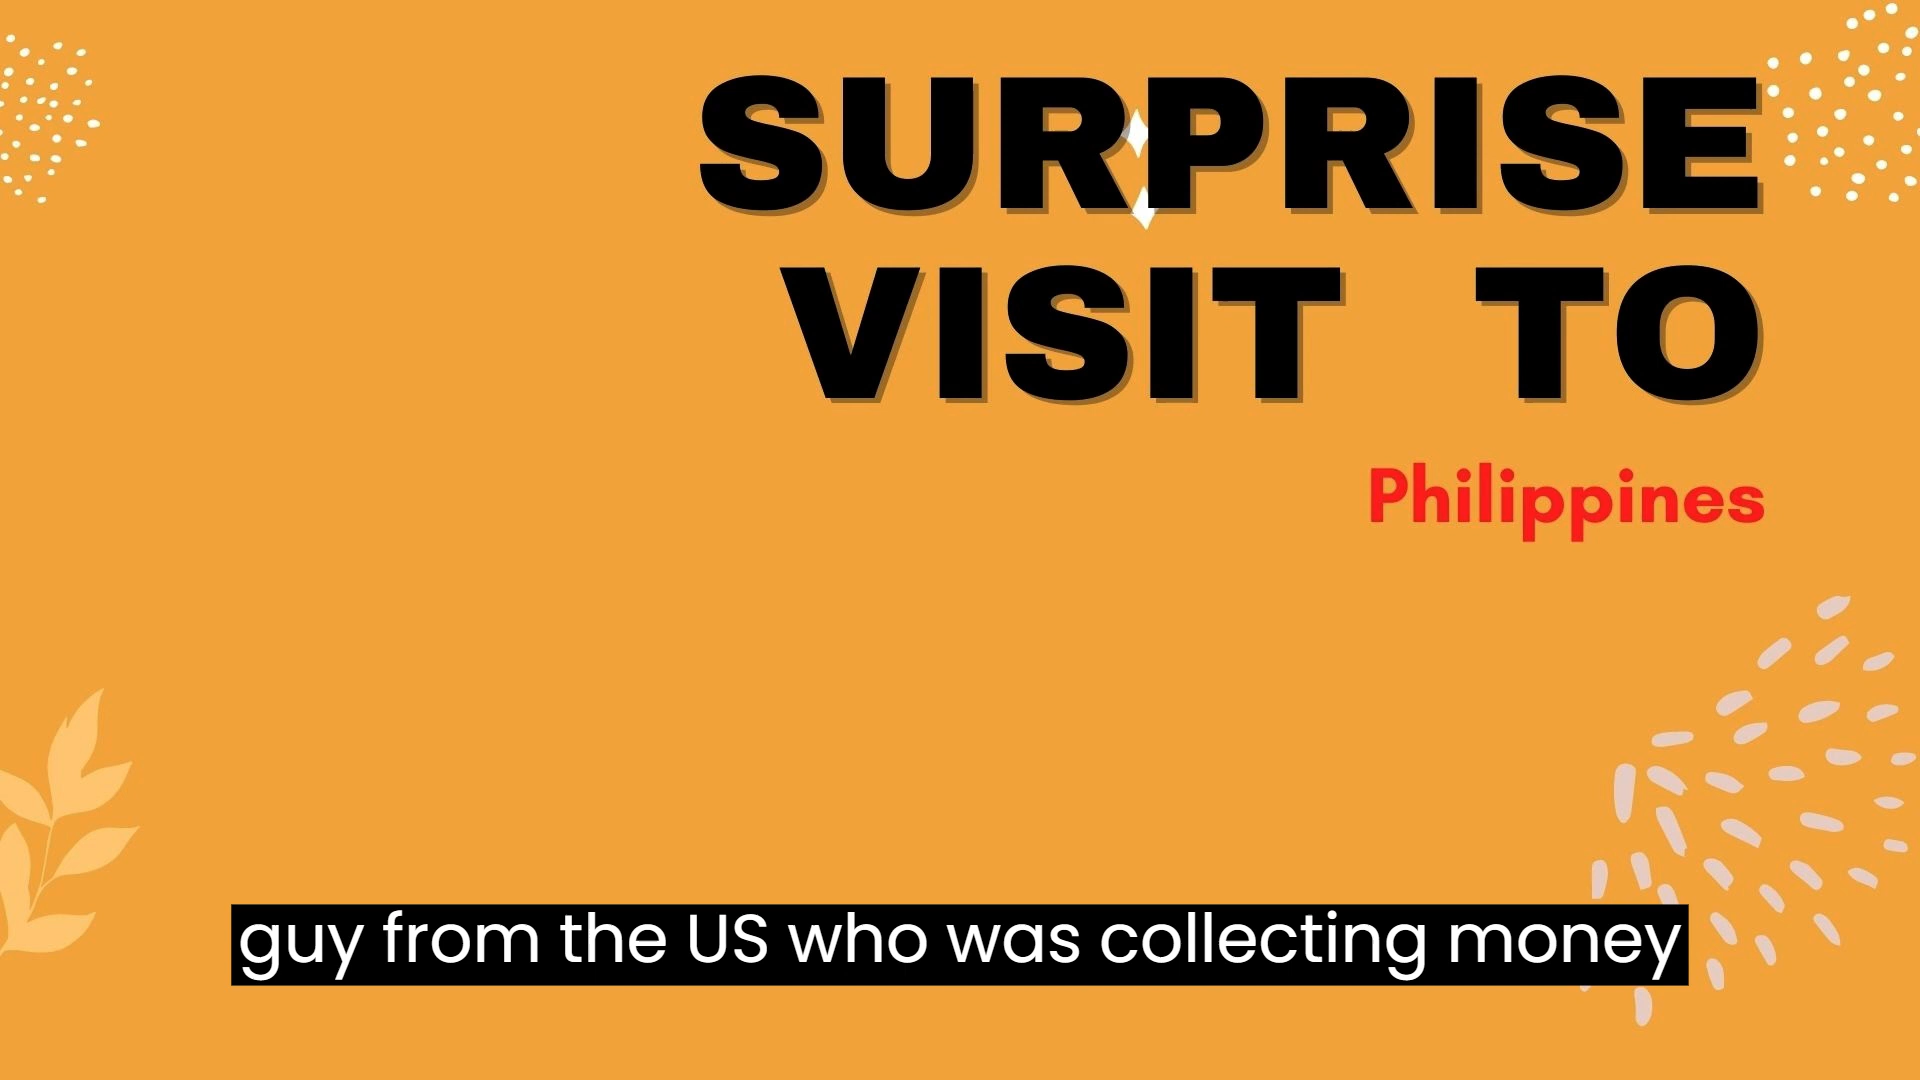 SURPRISE
VISIT TO
Philippines
guy from the US who was collecting money